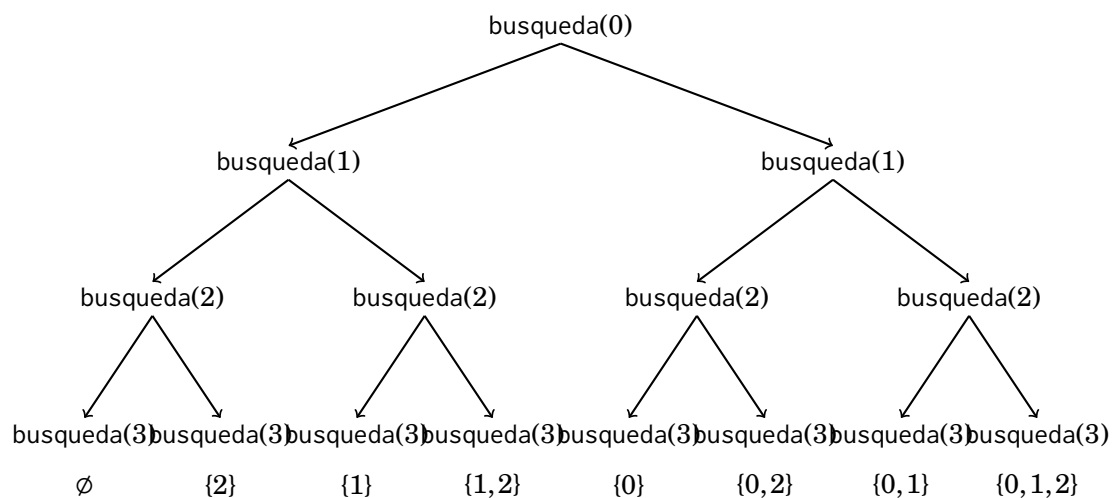 busqueda(0)
busqueda(1) busqueda(1)
busqueda(2) busqueda(2) busqueda(2) busqueda(2)
busqueda(3) busqueda(3) busqueda(3) busqueda(3) busqueda(3) busqueda(3) busqueda(3) busqueda(3)
∅ {2} {1} {1,2} {0} {0,2} {0,1} {0,1,2}